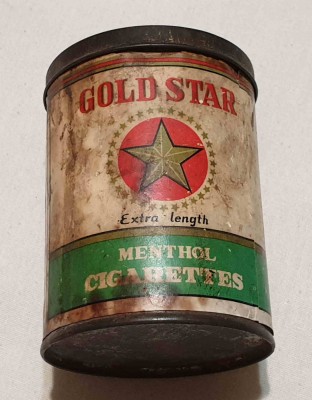 GOLD STAR
Extra length
MENTHOL
CIGARETTES